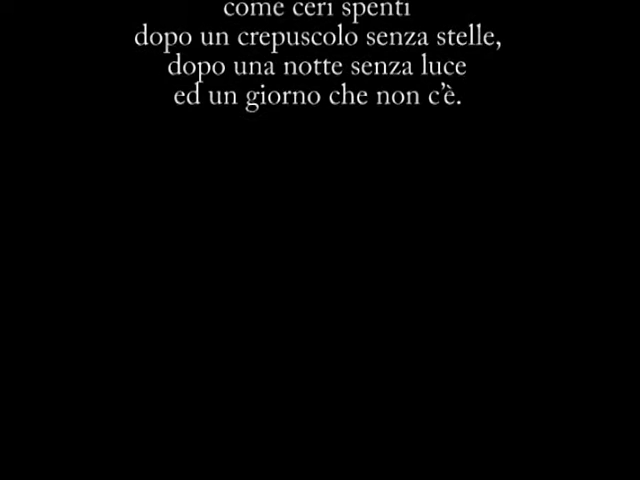 come ceri spenti
dopo un crepuscolo senza stelle,
dopo una notte senza luce
ed un giorno che non c'è.